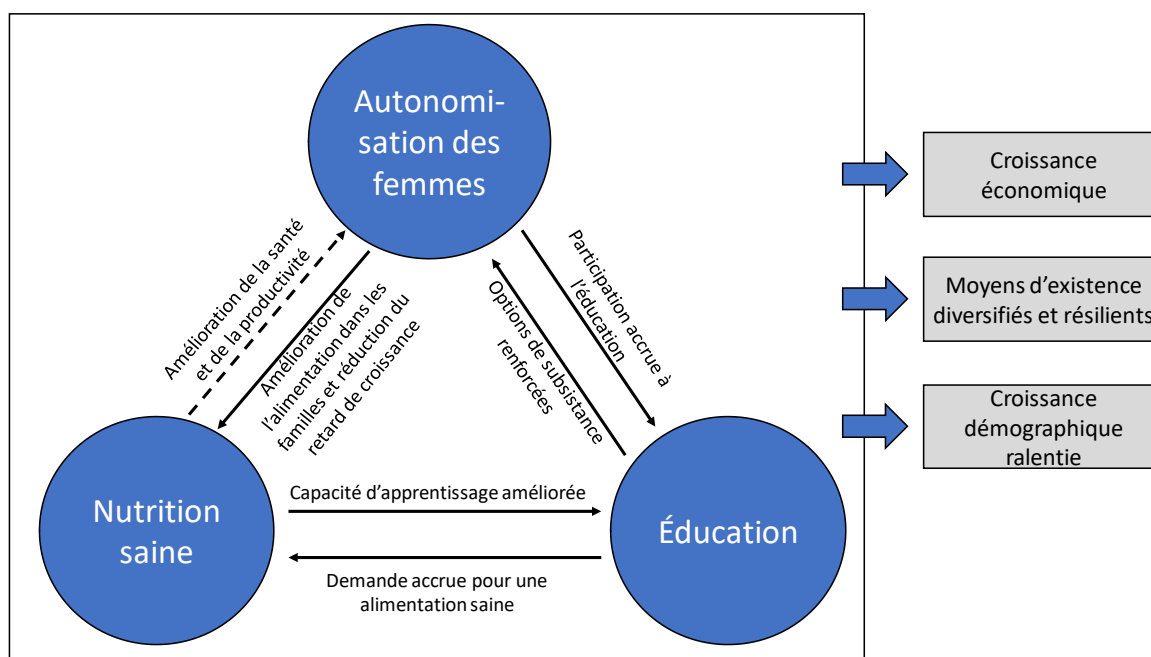 Autonomi-
sation des
femmes
Croissance
économique
Moyens d'existence
diversifiés et résilients
Croissance
démographique
ralentie
Amélioration de la santé
et de la productivité
Amélioration de
l'alimentation dans les
familles et réduction du
retard de croissance
Participation accrue à
l'éducation
Options de subsistance
renforcées
Nutrition
saine
Capacité d'apprentissage améliorée
Demande accrue pour une
alimentation saine
Éducation